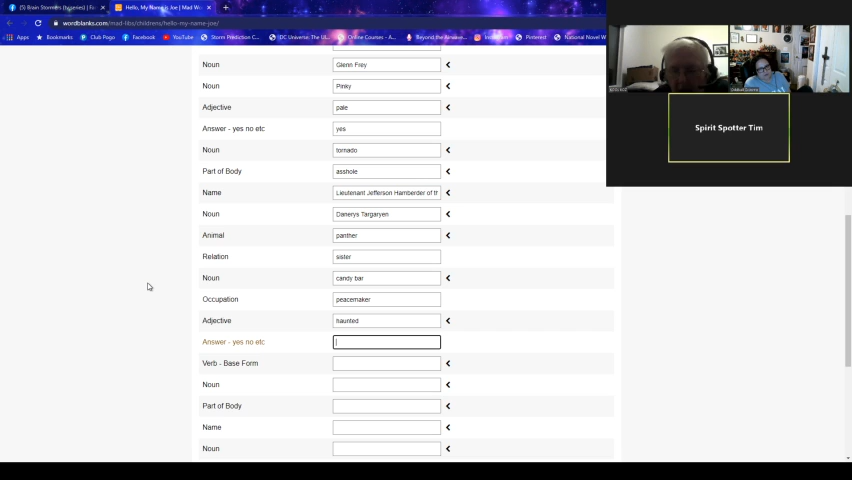 (5) Brain Stormers (tvseries) | Fa
Hello, My Name is Joe | Mad Wo
wordblanks.com/mad-libs/childrens/hello-my-name-joe/
Apps
Bookmarks
Club Pogo
Facebook
YouTube
Storm Prediction C...
!DC Universe: The Ul...
Online Courses - A...
Beyond the Airwave...
Instagram
Pinterest
National Novel W
Noun
Glenn Frey
Noun
Pinky
Adjective
pale
Answer - yes no etc
yes
Noun
tornado
Part of Body
asshole
Name
Lieutenant Jefferson Hamberder of th
Noun
Danerys Targaryen
Animal
panther
Relation
sister
Noun
candy bar
Occupation
peacemaker
Adjective
haunted
Answer - yes no etc
Verb - Base Form
Noun
Part of Body
Name
Noun
Spirit Spotter Tim